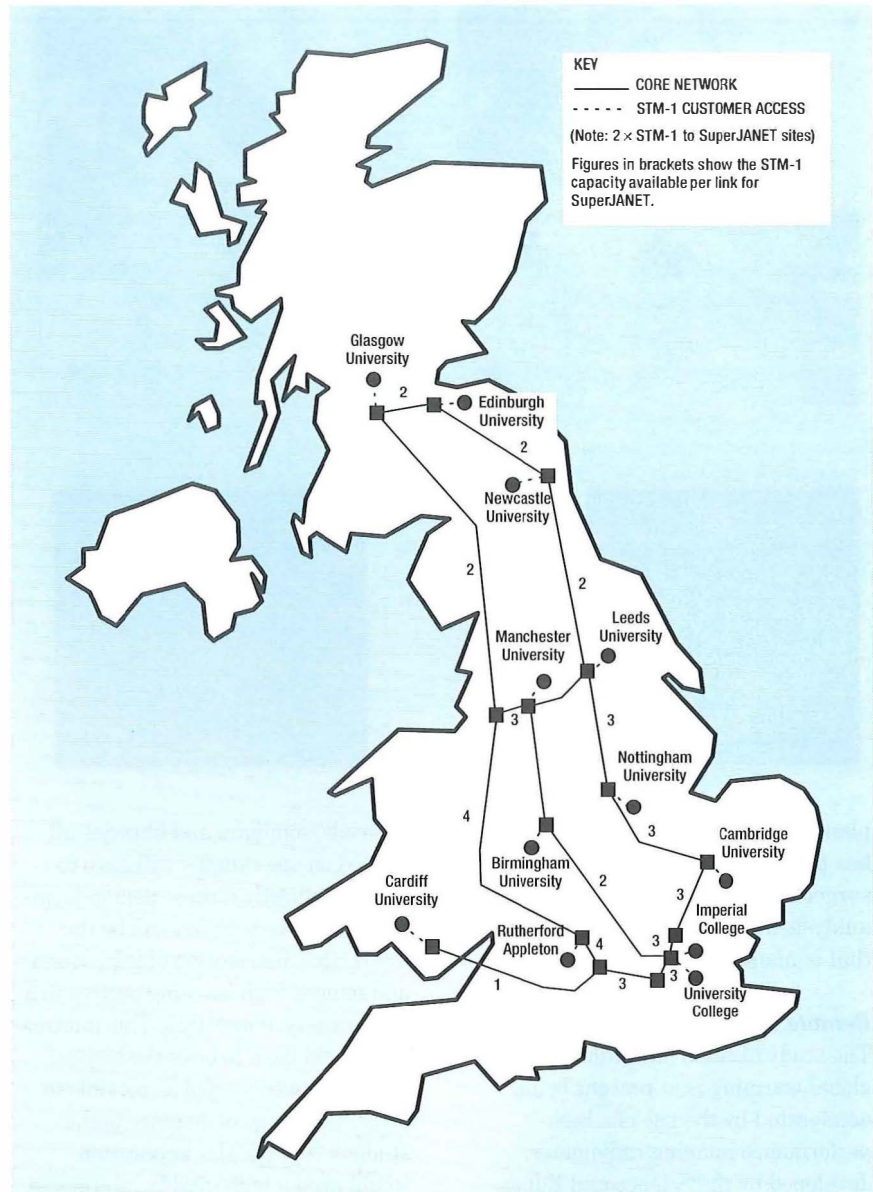 KEY
CORE NETWORK
STM-1 CUSTOMER ACCESS
(Note: 2 × STM-1 to SuperJANET sites)
Figures in brackets show the STM-1
capacity available per link for
SuperJANET.
Glasgow
University
2
Edinburgh
University
2
Newcastle
University
2
2
Leeds
University
Manchester
University
3
3
Nottingham
University
3
4
Cambridge
University
Birmingham
University
2
3
Cardiff
University
Imperial
College
Rutherford
Appleton
4
3
3
3
1
University
College